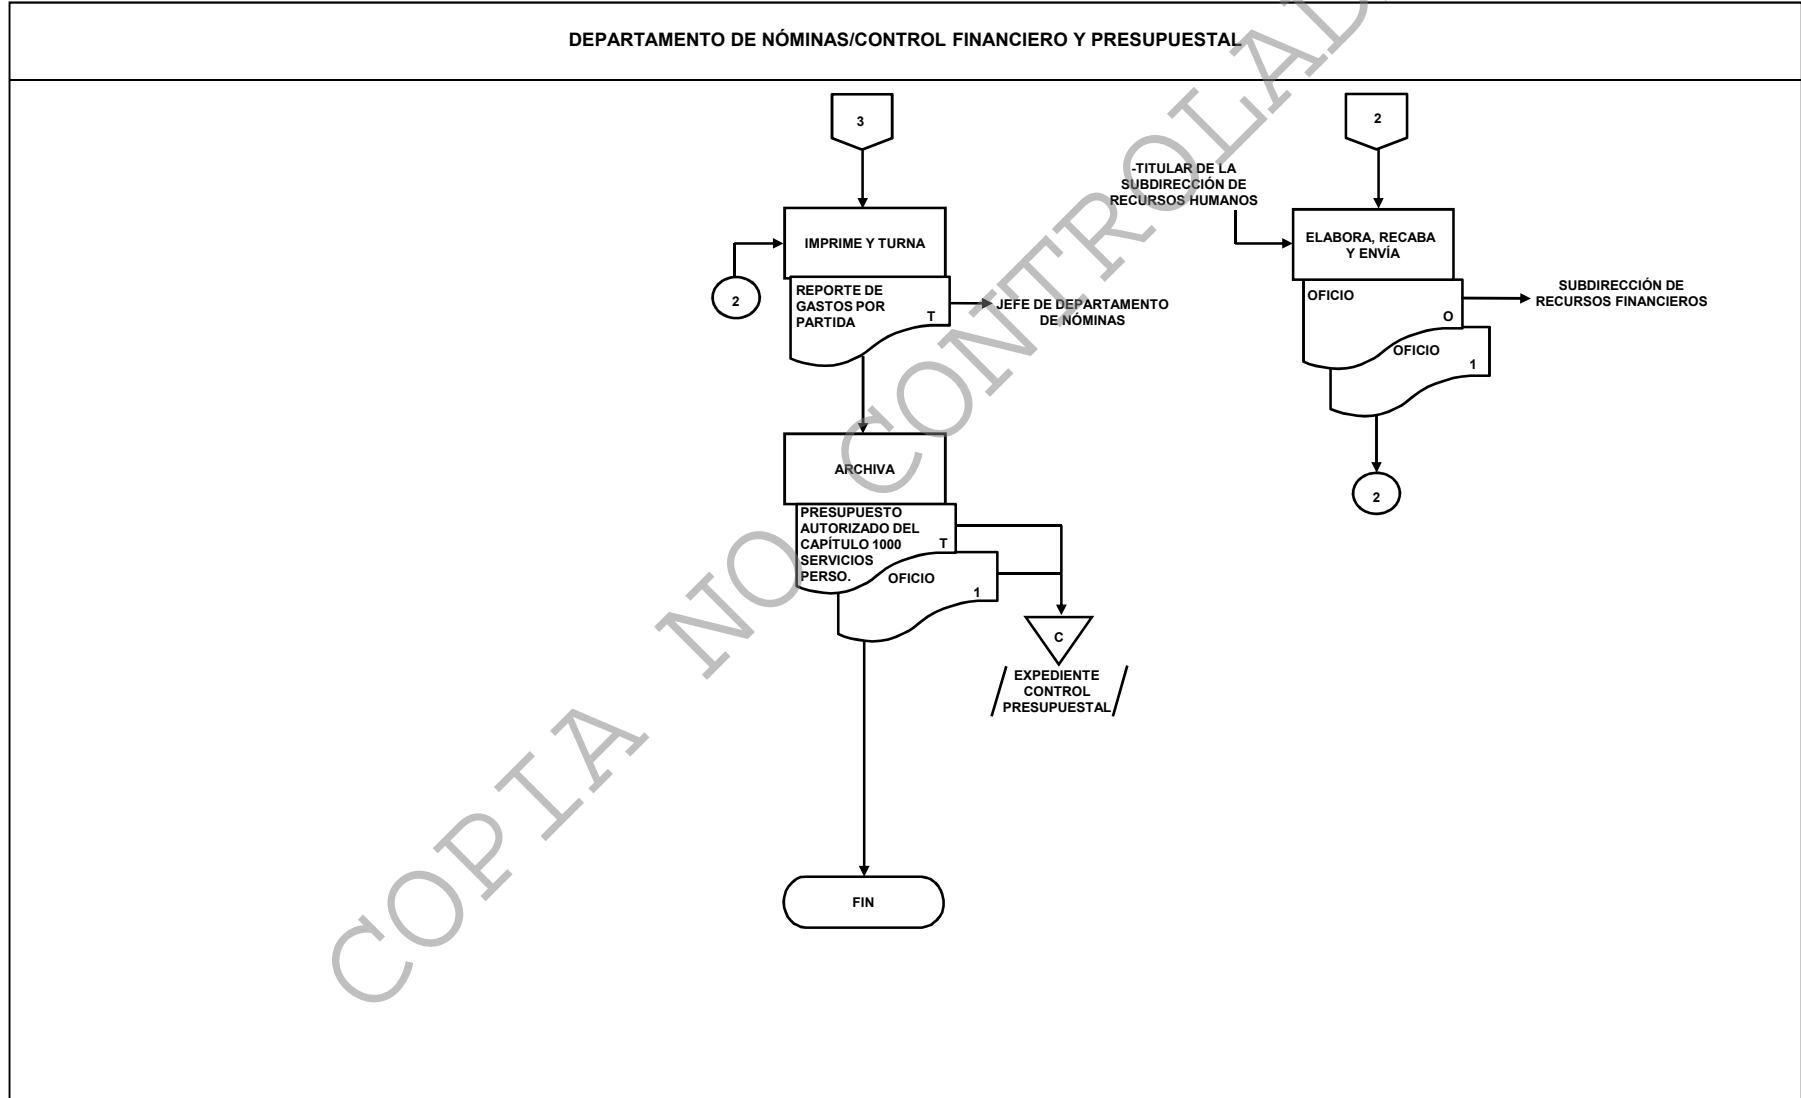 DEPARTAMENTO DE NÓMINAS/CONTROL FINANCIERO Y PRESUPUESTAL
3
IMPRIME Y TURNA
2
REPORTE DE
GASTOS POR
PARTIDA
T
JEFE DE DEPARTAMENTO
DE NÓMINAS
ARCHIVA
PRESUPUESTO
AUTORIZADO DEL
CAPÍTULO 1000
SERVICIOS
PERSO.
T
OFICIO
1
C
EXPEDIENTE
CONTROL
PRESUPUESTAL
FIN
2
-TITULAR DE LA
SUBDIRECCIÓN DE
RECURSOS HUMANOS
ELABORA, RECABA
Y ENVÍA
OFICIO
O
SUBDIRECCIÓN DE
RECURSOS FINANCIEROS
OFICIO
1
2
COPIA NO CONTROLAD